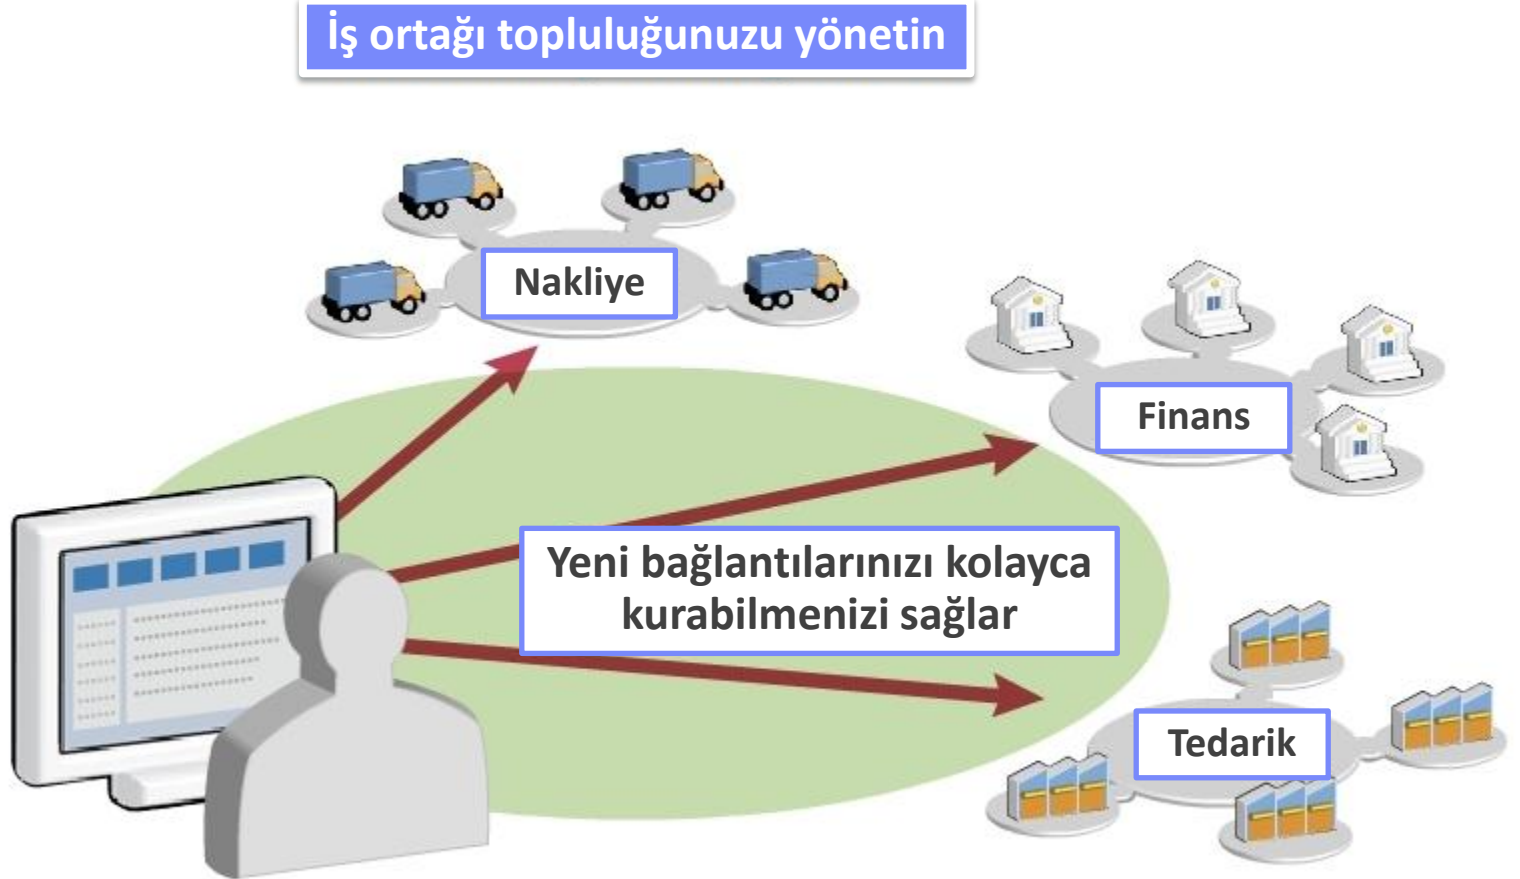 İş ortağı topluluğunuzu yönetin
Nakliye
Finans
Yeni bağlantılarınızı kolayca
kurabilmenizi sağlar
Tedarik